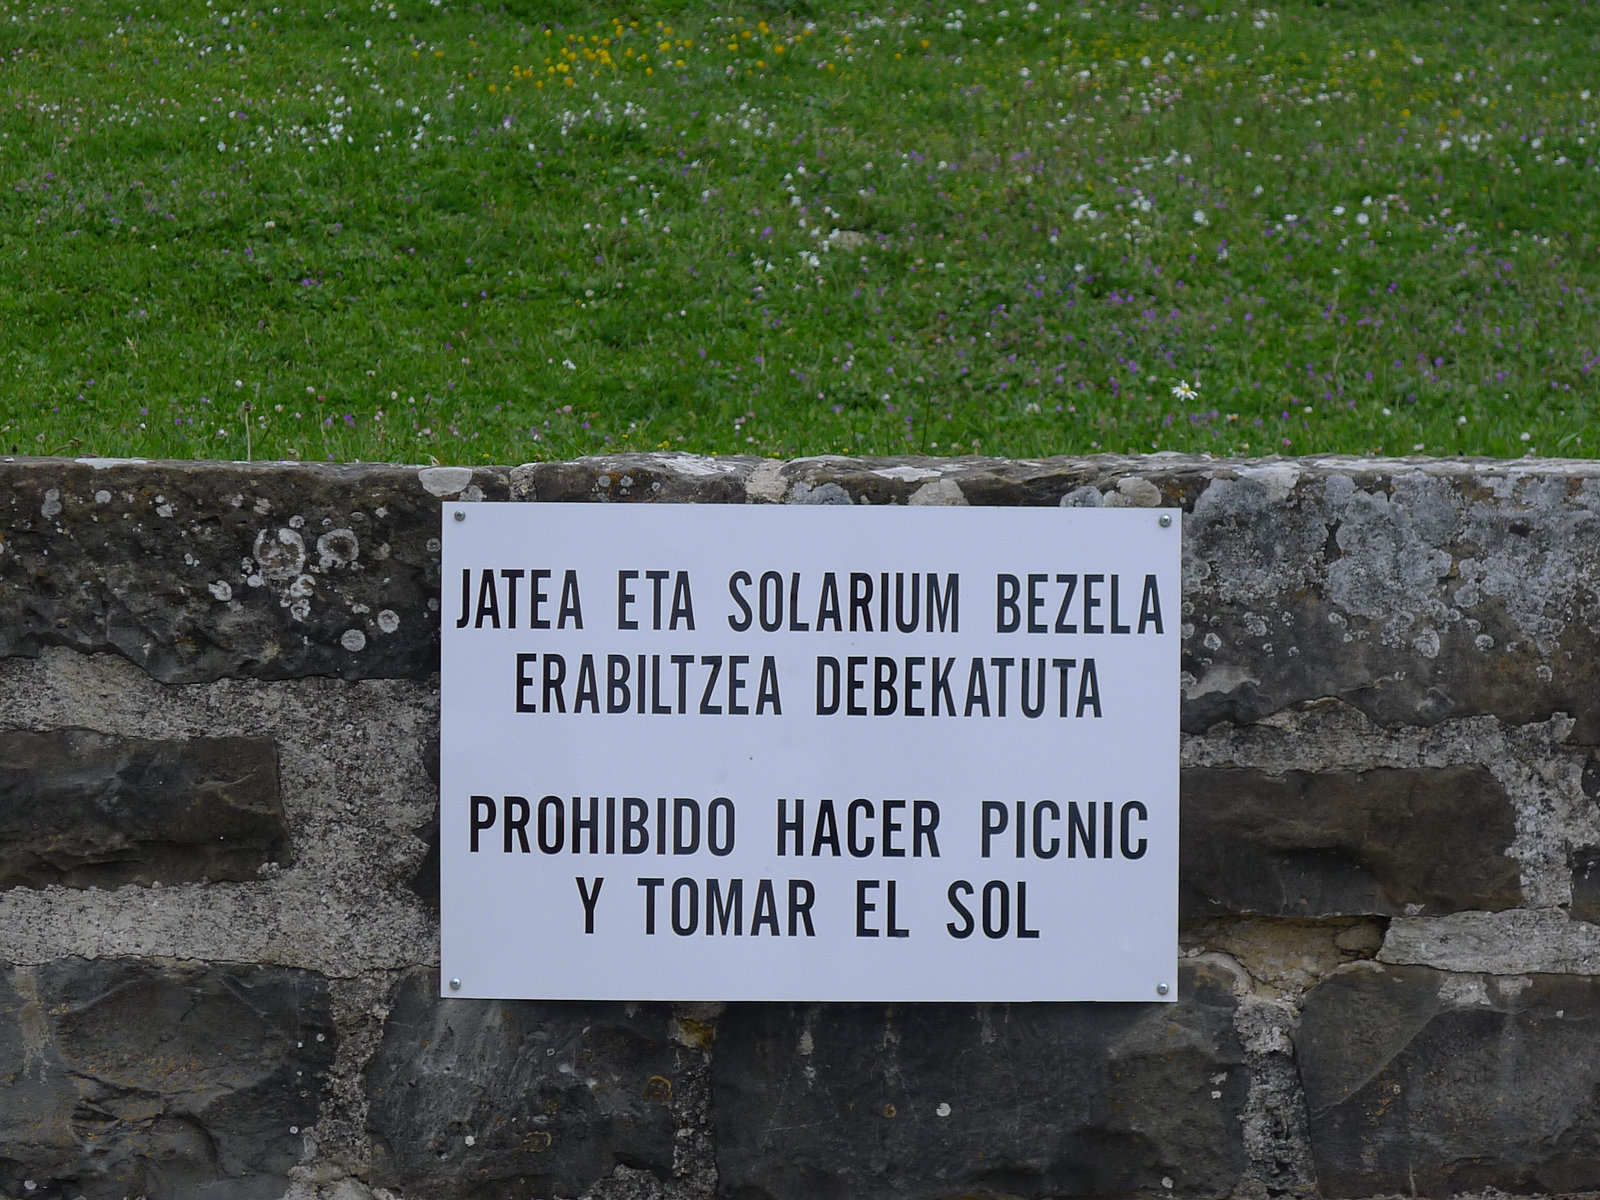 JATEA ETA SOLARIUM BEZELA
ERABILTZEA DEBEKATUTA
PROHIBIDO HACER PICNIC
Y TOMAR EL SOL